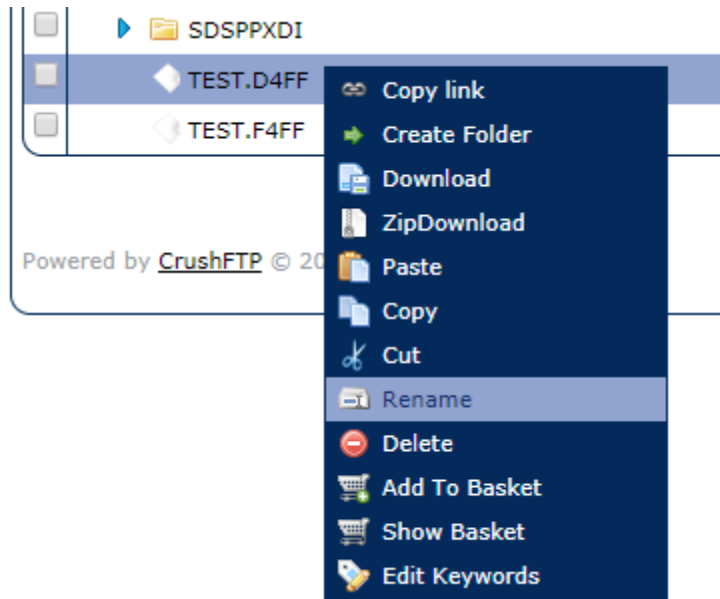 SDSPPXDI
TEST.D4FF
TEST.F4FF
Powered by CrushFTP © 20
Copy link
Create Folder
Download
ZipDownload
Paste
Copy
Cut
Rename
Delete
Add To Basket
Show Basket
Edit Keywords